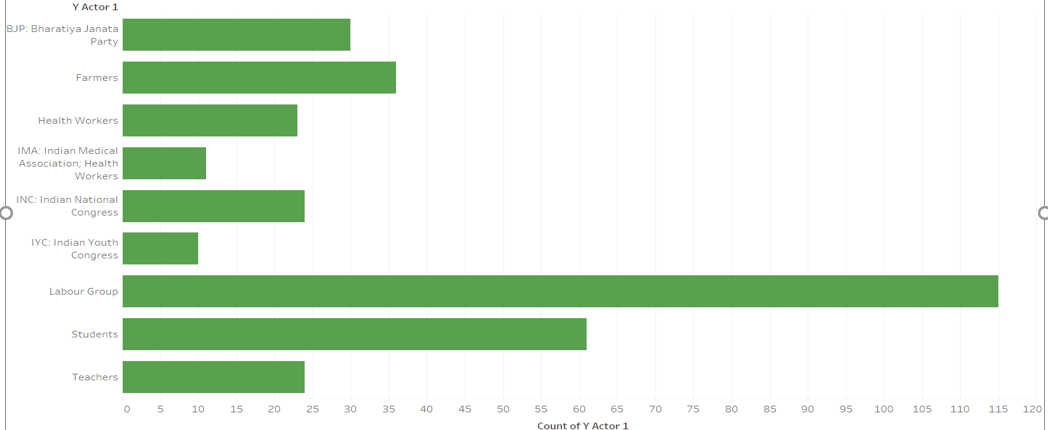 Y Actor 1
BJP: Bharatiya Janata
Party
Farmers
Health Workers
IMA: Indian Medical
Association; Health
Workers
INC: Indian National
Congress
IYC: Indian Youth
Congress
Labour Group
Students
Teachers
0 5 10 15 20 25 30 35 40 45 50 55 60 65 70 75 80 85 90 95 100 105 110 115 120
Count of Y Actor 1